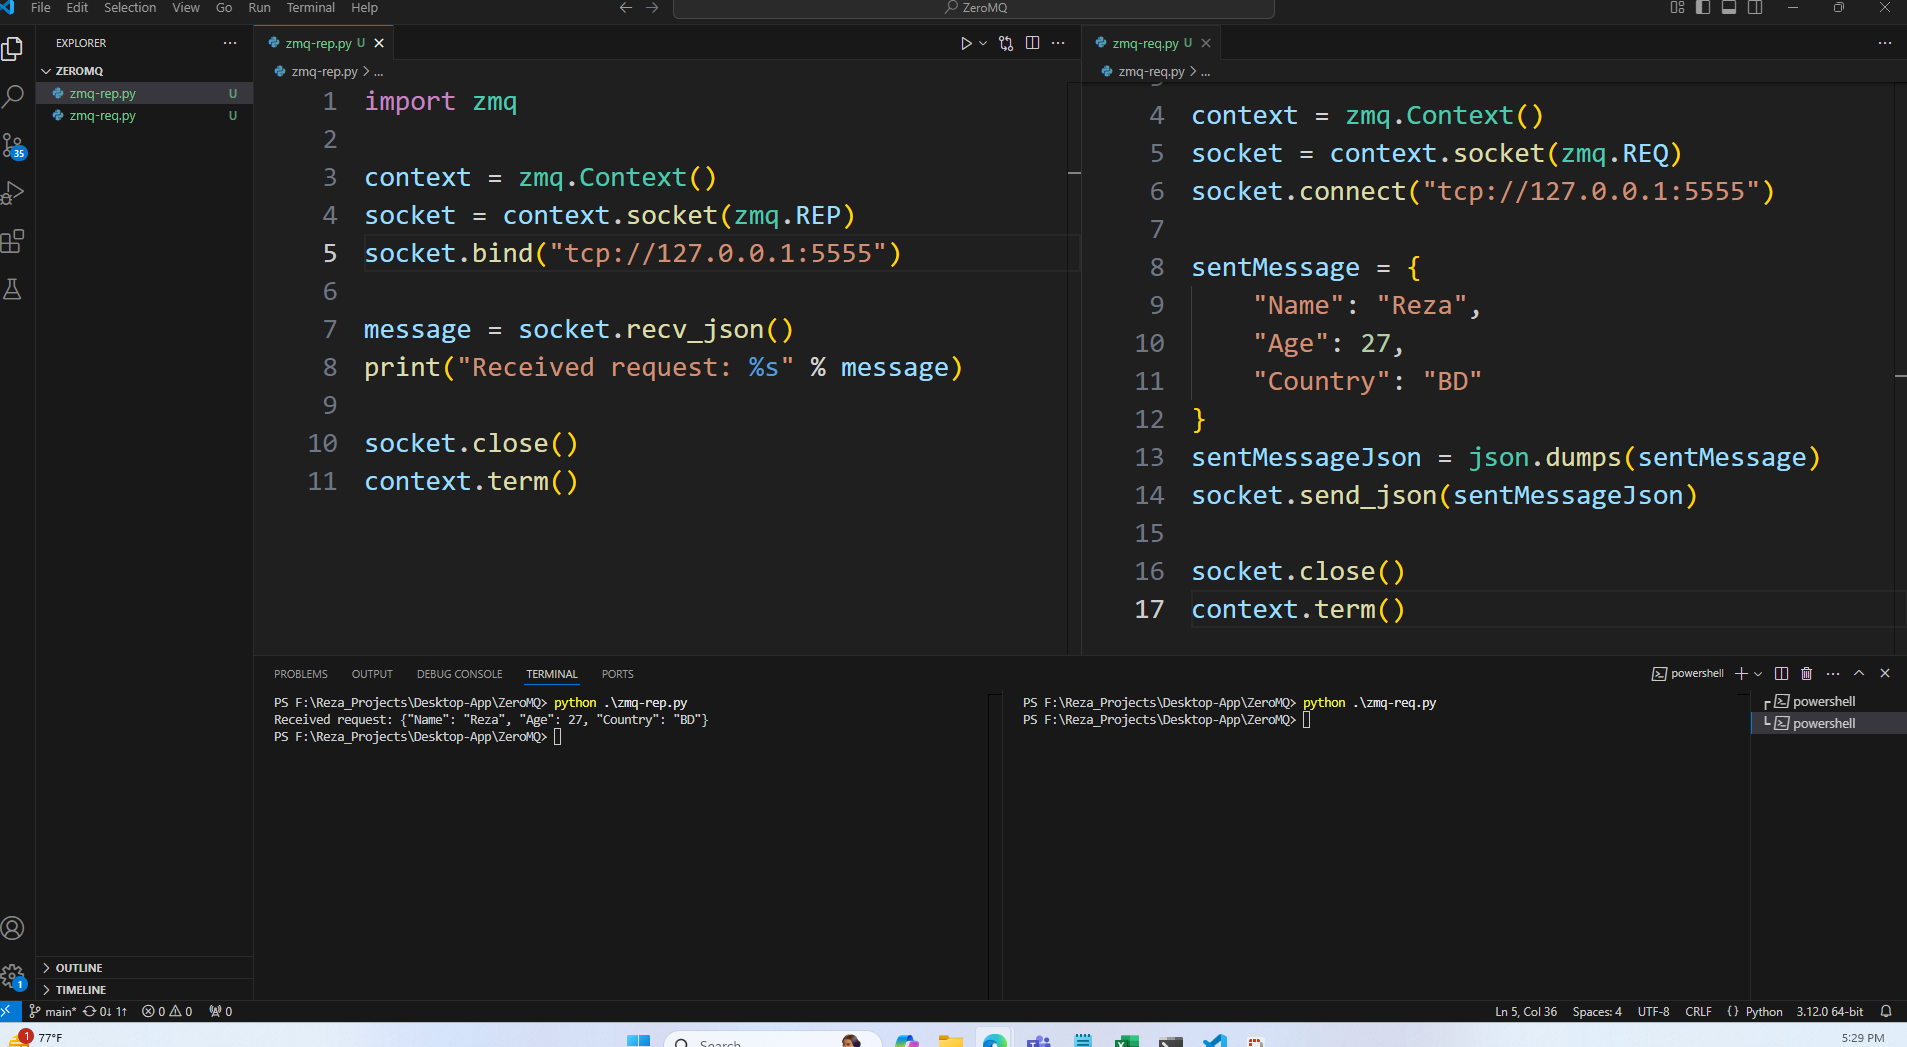 File Edit Selection View Go Run Terminal Help
ZeroMQ
EXPLORER
ZEROMQ
zmq-rep.py U
zmq-req.py U
35
zmq-rep.py U
zmq-rep.py > ...
1 import zmq
2
3 context = zmq.Context()
4 socket = context.socket(zmq.REP)
5 socket.bind("tcp://127.0.0.1:5555")
6
7 message = socket.recv_json()
8 print("Received request: %s" % message)
9
10 socket.close()
11 context.term()
zmq-req.py U
zmq-req.py > ...
4 context = zmq.Context()
5 socket = context.socket(zmq.REQ)
6 socket.connect("tcp://127.0.0.1:5555")
7
8 sentMessage = {
9 "Name": "Reza",
10 "Age": 27,
11 "Country": "BD"
12 }
13 sentMessageJson = json.dumps(sentMessage)
14 socket.send_json(sentMessageJson)
15
16 socket.close()
17 context.term()
PROBLEMS OUTPUT DEBUG CONSOLE TERMINAL PORTS
powershell
PS F:\Reza_Projects\Desktop-App\ZeroMQ> python .\zmq-rep.py
Received request: {"Name": "Reza", "Age": 27, "Country": "BD"}
PS F:\Reza_Projects\Desktop-App\ZeroMQ>
PS F:\Reza_Projects\Desktop-App\ZeroMQ> python .\zmq-req.py
PS F:\Reza_Projects\Desktop-App\ZeroMQ>
powershell
powershell
OUTLINE
1
TIMELINE
main* 0↓ 1↑ 0 0 0
Ln 5, Col 36 Spaces: 4 UTF-8 CRLF {} Python 3.12.0 64-bit
1
77°F
Search
5:29 PM